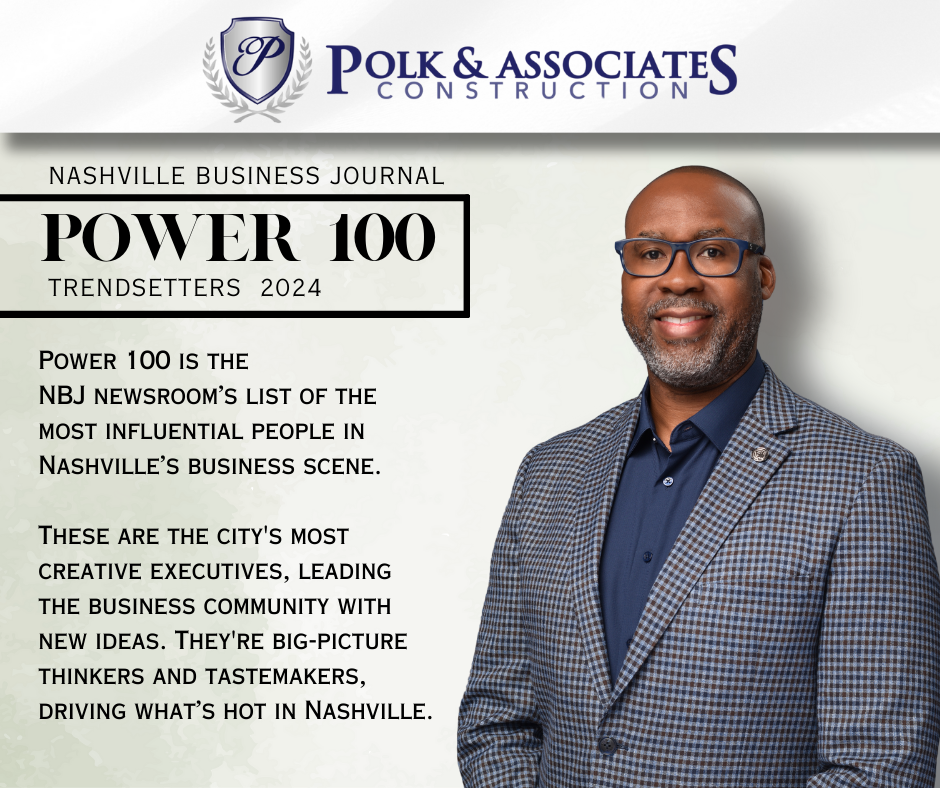 P
POLK & ASSOCIATES
CONSTRUCTION
NASHVILLE BUSINESS JOURNAL
POWER 100
TRENDSETTERS 2024
POWER 100 IS THE
NBJ NEWSROOM’S LIST OF THE
MOST INFLUENTIAL PEOPLE IN
NASHVILLE’S BUSINESS SCENE.
THESE ARE THE CITY'S MOST
CREATIVE EXECUTIVES, LEADING
THE BUSINESS COMMUNITY WITH
NEW IDEAS. THEY'RE BIG-PICTURE
THINKERS AND TASTEMAKERS,
DRIVING WHAT’S HOT IN NASHVILLE.